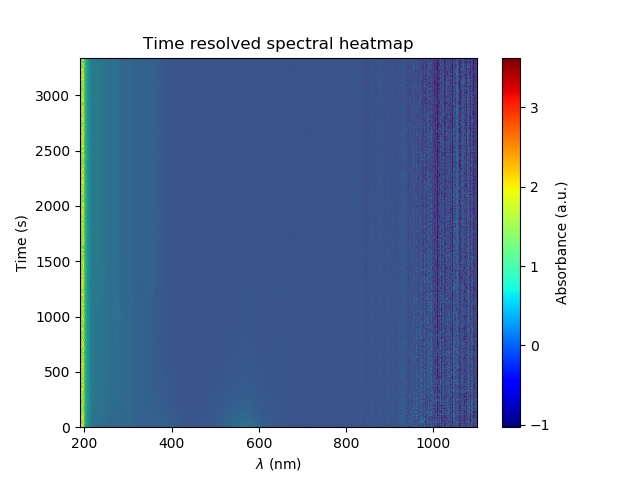 Time resolved spectral heatmap
3000
2500
2000
1500
1000
500
0
Time (s)
200 400 600 800 1000
λ (nm)
3
2
1
0
−1
Absorbance (a.u.)